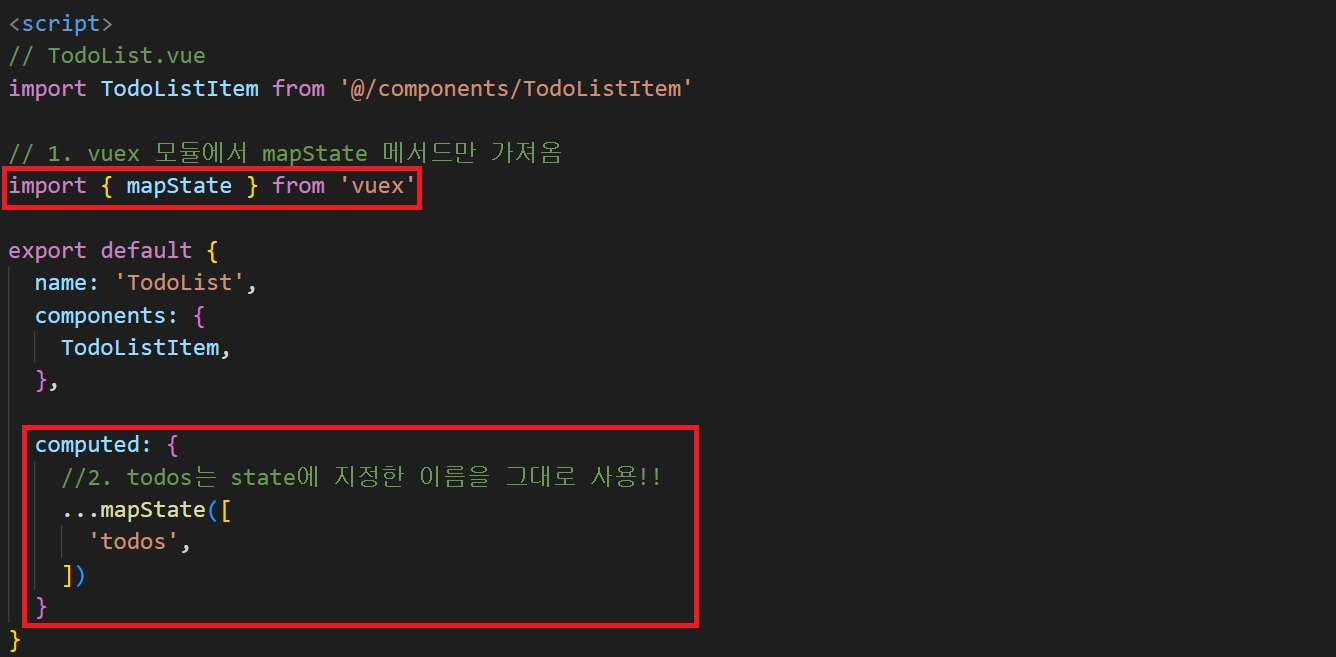 <script>
// TodoList.vue
import TodoListItem from '@/components/TodoListItem'
// 1. vuex 모듈에서 mapState 메서드만 가져옴
import { mapState } from 'vuex'
export default {
name: 'TodoList',
components: {
TodoListItem,
},
computed: {
//2. todos는 state에 지정한 이름을 그대로 사용!!
...mapState([
'todos',
])
}
}